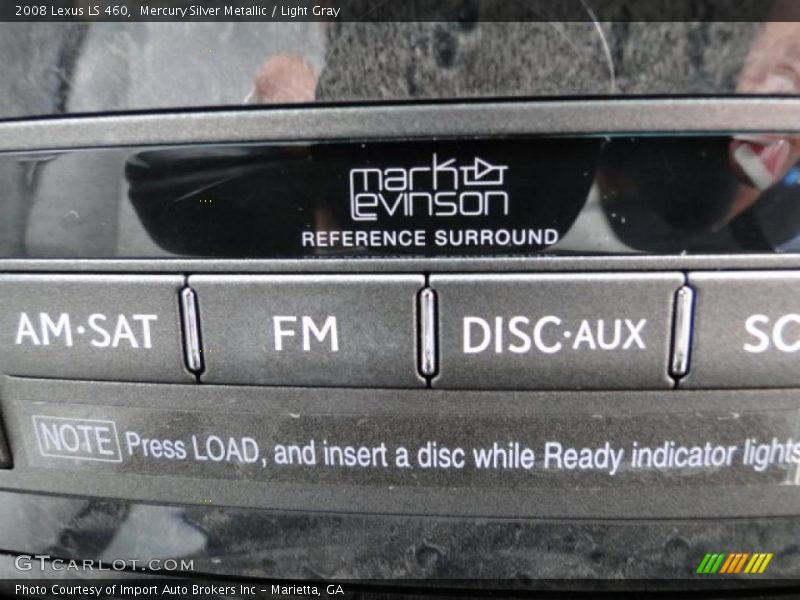 2008 Lexus LS 460, Mercury Silver Metallic / Light Gray
mark
Levinson
REFERENCE SURROUND
AM·SAT FM DISC·AUX SC
NOTE Press LOAD, and insert a disc while Ready indicator lights
GTCARLOT.COM
Photo Courtesy of Import Auto Brokers Inc – Marietta, GA